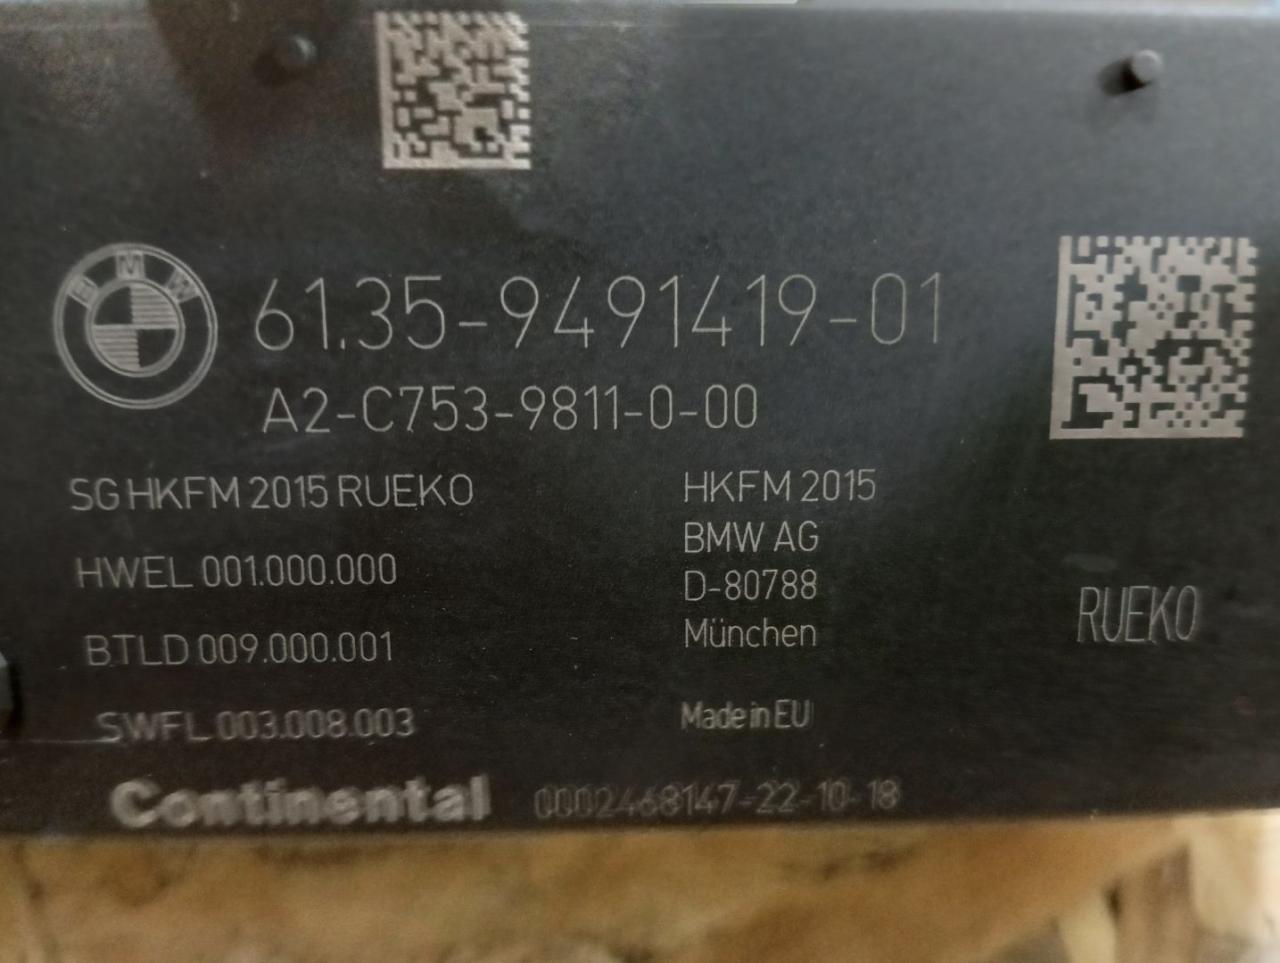 BMW
61.35-9491419-01
A2-C753-9811-0-00
SG HKFM 2015 RUEKO
HWEL 001.000.000
BTLD 009.000.001
SWFL 003.008.003
HKFM 2015
BMW AG
D-80788
München
Made in EU
RUEKO
Continental
0002468147-22-10-18